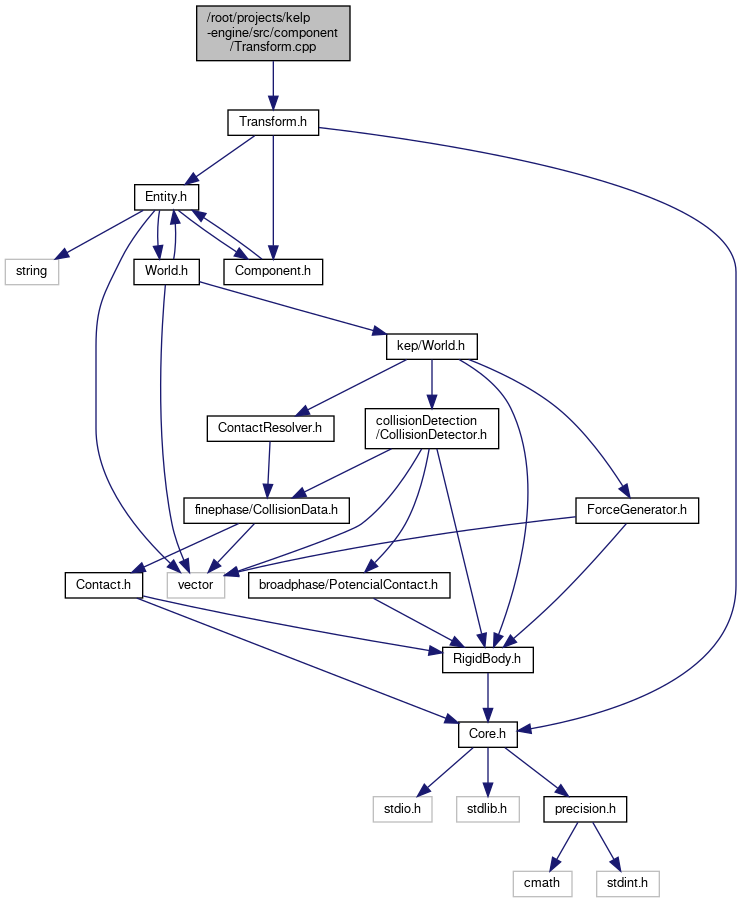 /root/projects/kelp
-engine/src/component
/Transform.cpp
Transform.h
Entity.h
string
World.h
Component.h
kep/World.h
ContactResolver.h
collisionDetection
/CollisionDetector.h
finephase/CollisionData.h
ForceGenerator.h
Contact.h
vector
broadphase/PotencialContact.h
RigidBody.h
Core.h
stdio.h
stdlib.h
precision.h
cmath
stdint.h